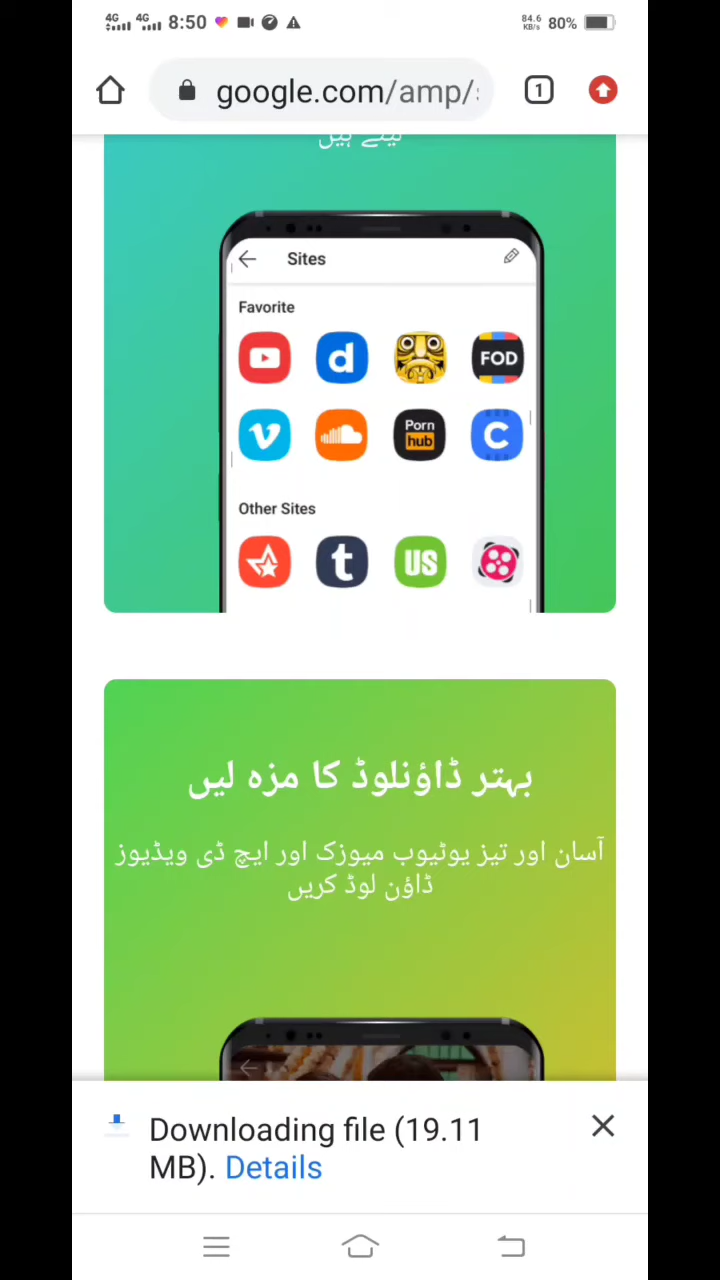 4G 4G 8:50 84.6 KB/s 80%
google.com/amp/
1
لیتے ہیں
Sites
Favorite
d
FOD
Porn
hub
C
Other Sites
t
US
بہتر ڈاؤنلوڈ کا مزہ لیں
آسان اور تیز یوٹیوب میوزک اور ایچ ڈی ویڈیوز
ڈاؤن لوڈ کریں
Downloading file (19.11
MB). Details